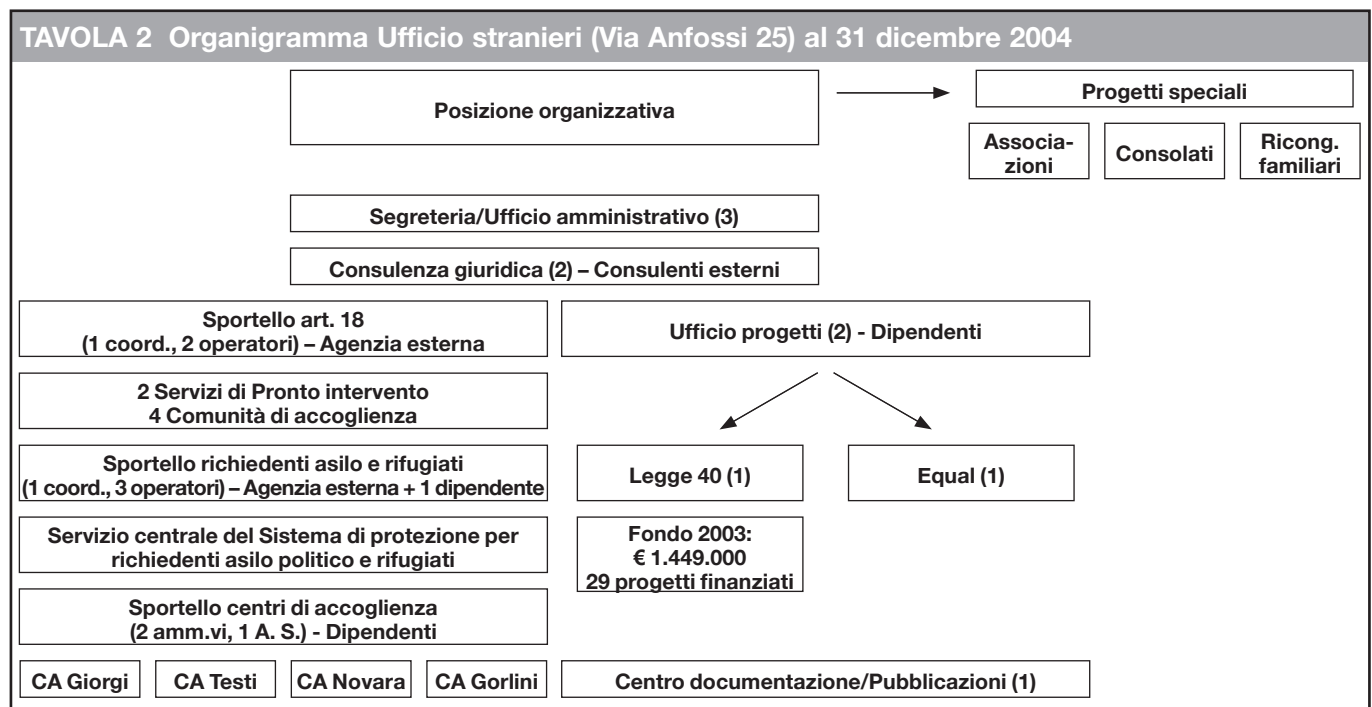 TAVOLA 2 Organigramma Ufficio stranieri (Via Anfossi 25) al 31 dicembre 2004
Posizione organizzativa
Progetti speciali
Associa-
zioni
Consolati
Ricong.
familiari
Segreteria/Ufficio amministrativo (3)
Consulenza giuridica (2) – Consulenti esterni
Sportello art. 18
(1 coord., 2 operatori) – Agenzia esterna
Ufficio progetti (2) - Dipendenti
2 Servizi di Pronto intervento
4 Comunità di accoglienza
Sportello richiedenti asilo e rifugiati
(1 coord., 3 operatori) – Agenzia esterna + 1 dipendente
Legge 40 (1)
Equal (1)
Servizio centrale del Sistema di protezione per
richiedenti asilo politico e rifugiati
Fondo 2003:
€ 1.449.000
29 progetti finanziati
Sportello centri di accoglienza
(2 amm.vi, 1 A. S.) - Dipendenti
CA Giorgi
CA Testi
CA Novara
CA Gorlini
Centro documentazione/Pubblicazioni (1)